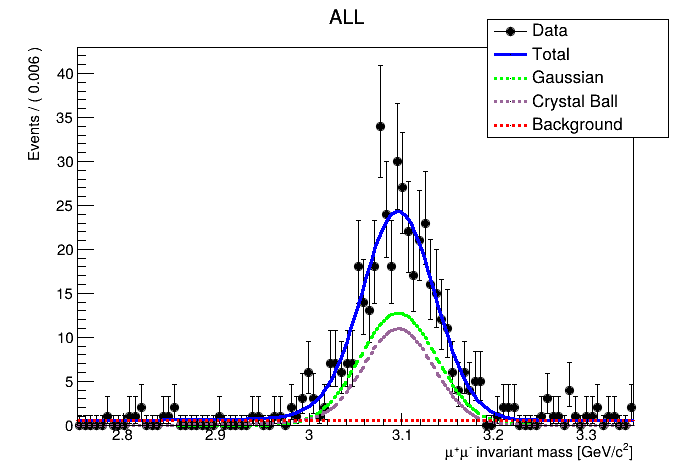 ALL
Data
Total
Gaussian
Crystal Ball
Background
Events / ( 0.006 )
40
35
30
25
20
15
10
5
0
2.8 2.9 3 3.1 3.2 3.3
μ⁺μ⁻ invariant mass [GeV/c²]